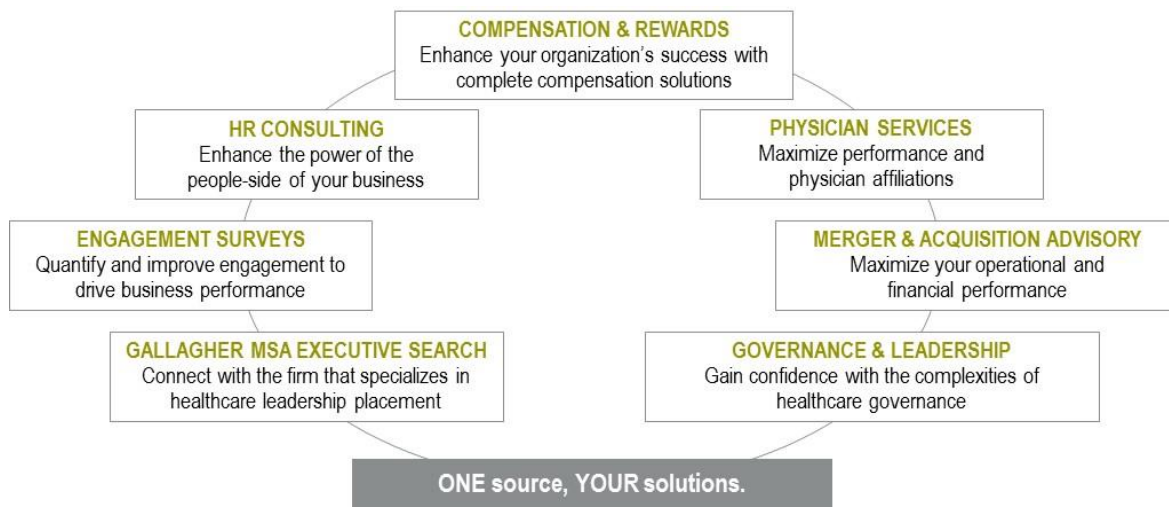 COMPENSATION & REWARDS
Enhance your organization's success with
complete compensation solutions
HR CONSULTING
Enhance the power of the
people-side of your business
PHYSICIAN SERVICES
Maximize performance and
physician affiliations
ENGAGEMENT SURVEYS
Quantify and improve engagement to
drive business performance
MERGER & ACQUISITION ADVISORY
Maximize your operational and
financial performance
GALLAGHER MSA EXECUTIVE SEARCH
Connect with the firm that specializes in
healthcare leadership placement
GOVERNANCE & LEADERSHIP
Gain confidence with the complexities of
healthcare governance
ONE source, YOUR solutions.